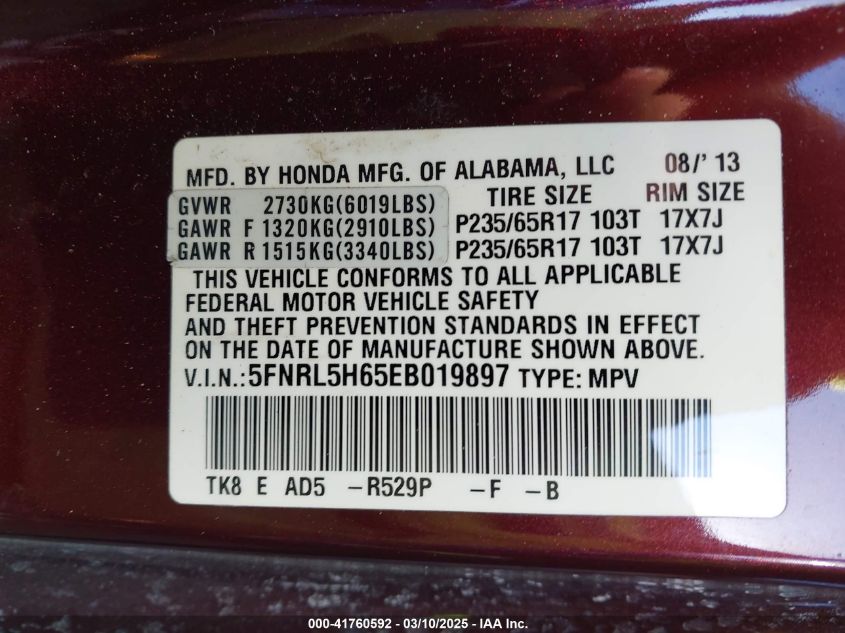 MFD. BY HONDA MFG. OF ALABAMA, LLC 08/' 13
TIRE SIZE RIM SIZE
GVWR 2730KG(6019LBS)
GAWR F 1320KG(2910LBS) P235/65R17 103T 17X7J
GAWR R 1515KG(3340LBS) P235/65R17 103T 17X7J
THIS VEHICLE CONFORMS TO ALL APPLICABLE
FEDERAL MOTOR VEHICLE SAFETY
AND THEFT PREVENTION STANDARDS IN EFFECT
ON THE DATE OF MANUFACTURE SHOWN ABOVE.
V.I.N.:5FNRL5H65EB019897 TYPE: MPV
TK8 E AD5 -R529P -F -B
000-41760592 - 03/10/2025 - IAA Inc.